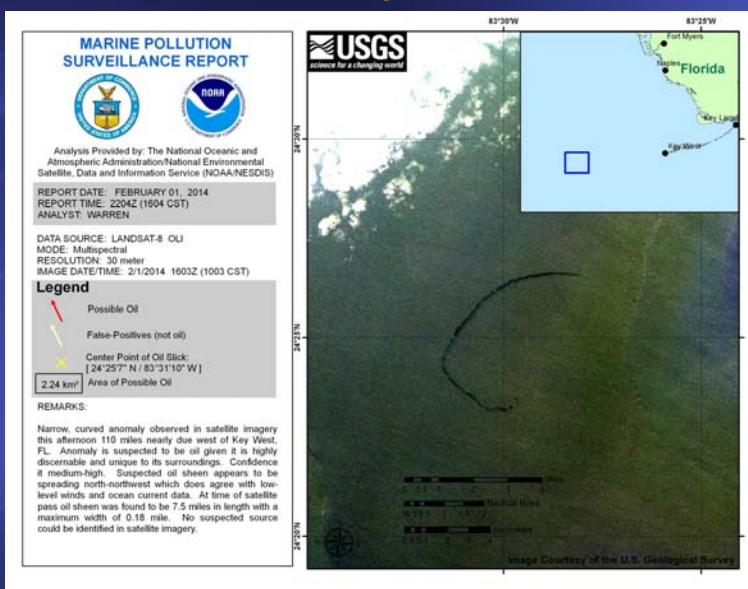 MARINE POLLUTION
SURVEILLANCE REPORT
NOAA
Analysis Provided by: The National Oceanic and
Atmospheric Administration/National Environmental
Satellite, Data and Information Service (NOAA/NESDIS)
REPORT DATE: FEBRUARY 01, 2014
REPORT TIME: 2204Z (1604 CST)
ANALYST: WARREN
DATA SOURCE: LANDSAT-8 OLI
MODE: Multispectral
RESOLUTION: 30 meter
IMAGE DATE/TIME: 2/1/2014 1603Z (1003 CST)
Legend
Possible Oil
False-Positives (not oil)
Center Point of Oil Slick:
[ 24°25'7" N / 83°31'10" W ]
2.24 km² Area of Possible Oil
REMARKS:
Narrow, curved anomaly observed in satellite imagery
this afternoon 110 miles nearly due west of Key West,
FL. Anomaly is suspected to be oil given it is highly
discernable and unique to its surroundings. Confidence
it medium-high. Suspected oil sheen appears to be
spreading north-northwest which does agree with low-
level winds and ocean current data. At time of satellite
pass oil sheen was found to be 7.5 miles in length with a
maximum width of 0.18 mile. No suspected source
could be identified in satellite imagery.
83°30'W
83°25'W
USGS
science for a changing world
Fort Myers
Naples
Florida
Key Largo
Key West
24°30'N
24°25'N
24°20'N
Miles
Nautical Miles
Kilometers
Image Courtesy of the U.S. Geological Survey